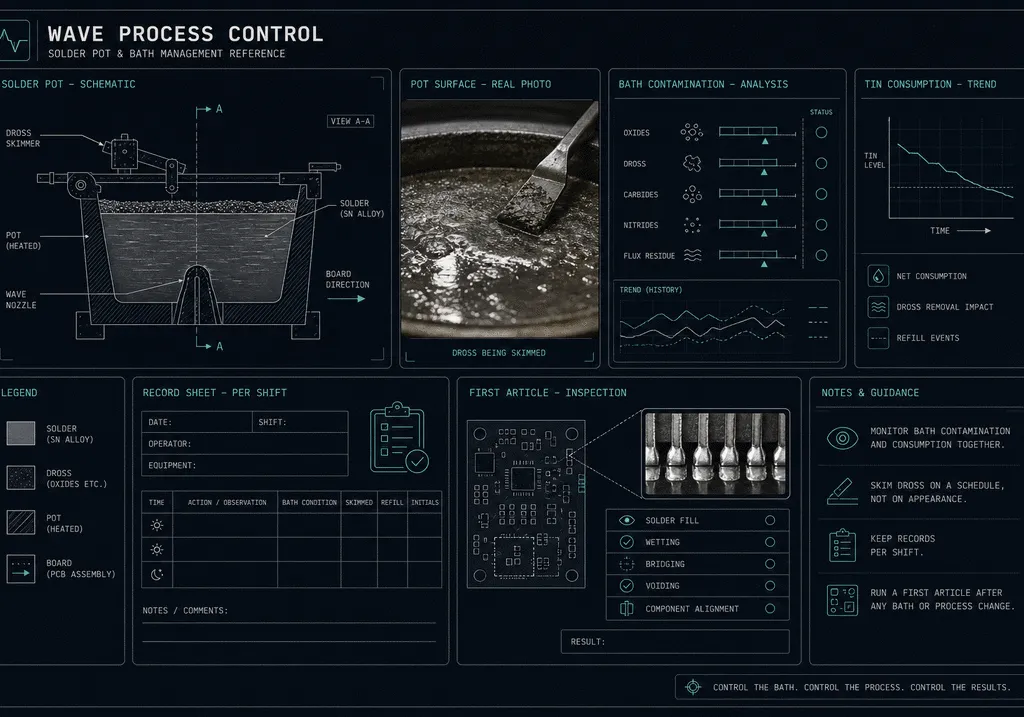 WAVE PROCESS CONTROL
SOLDER POT & BATH MANAGEMENT REFERENCE
SOLDER POT – SCHEMATIC
A
VIEW A–A
DROSS
SKIMMER
SOLDER
(SN ALLOY)
POT
(HEATED)
BOARD
DIRECTION
WAVE
NOZZLE
A
POT SURFACE – REAL PHOTO
DROSS BEING SKIMMED
BATH CONTAMINATION – ANALYSIS
STATUS
OXIDES
DROSS
CARBIDES
NITRIDES
FLUX RESIDUE
TREND (HISTORY)
TIN CONSUMPTION – TREND
TIN
LEVEL
TIME
NET CONSUMPTION
DROSS REMOVAL IMPACT
REFILL EVENTS
LEGEND
SOLDER
(SN ALLOY)
DROSS
(OXIDES ETC.)
POT
(HEATED)
BOARD
(PCB ASSEMBLY)
RECORD SHEET – PER SHIFT
DATE: SHIFT:
OPERATOR:
EQUIPMENT:
TIME ACTION / OBSERVATION BATH CONDITION SKIMMED REFILL INITIALS
NOTES / COMMENTS:
FIRST ARTICLE – INSPECTION
SOLDER FILL
WETTING
BRIDGING
VOIDING
COMPONENT ALIGNMENT
RESULT:
NOTES & GUIDANCE
MONITOR BATH CONTAMINATION
AND CONSUMPTION TOGETHER.
SKIM DROSS ON A SCHEDULE,
NOT ON APPEARANCE.
KEEP RECORDS
PER SHIFT.
RUN A FIRST ARTICLE AFTER
ANY BATH OR PROCESS CHANGE.
CONTROL THE BATH. CONTROL THE PROCESS. CONTROL THE RESULTS.